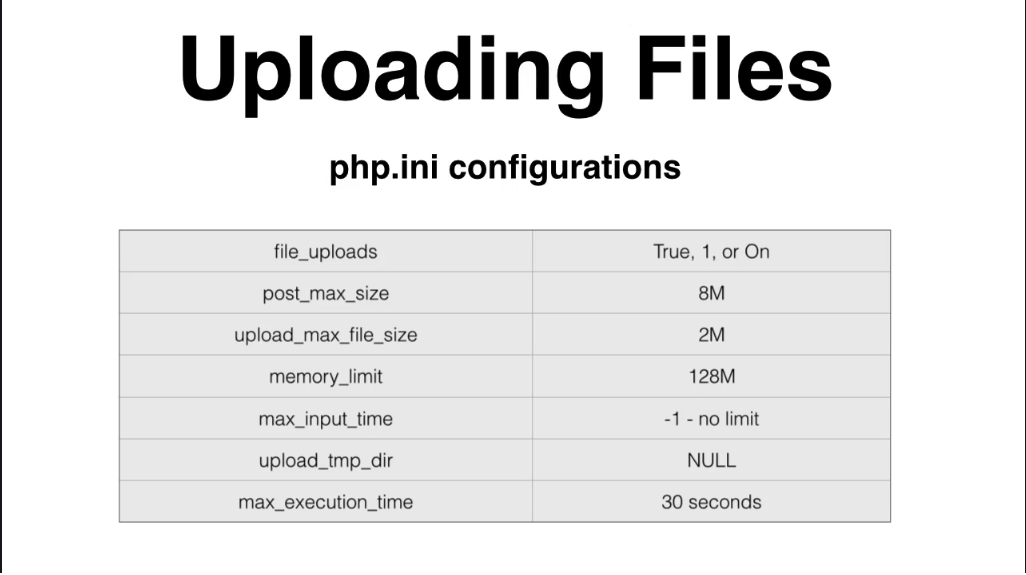 Uploading Files
php.ini configurations
file_uploads True, 1, or On
post_max_size 8M
upload_max_file_size 2M
memory_limit 128M
max_input_time -1 - no limit
upload_tmp_dir NULL
max_execution_time 30 seconds